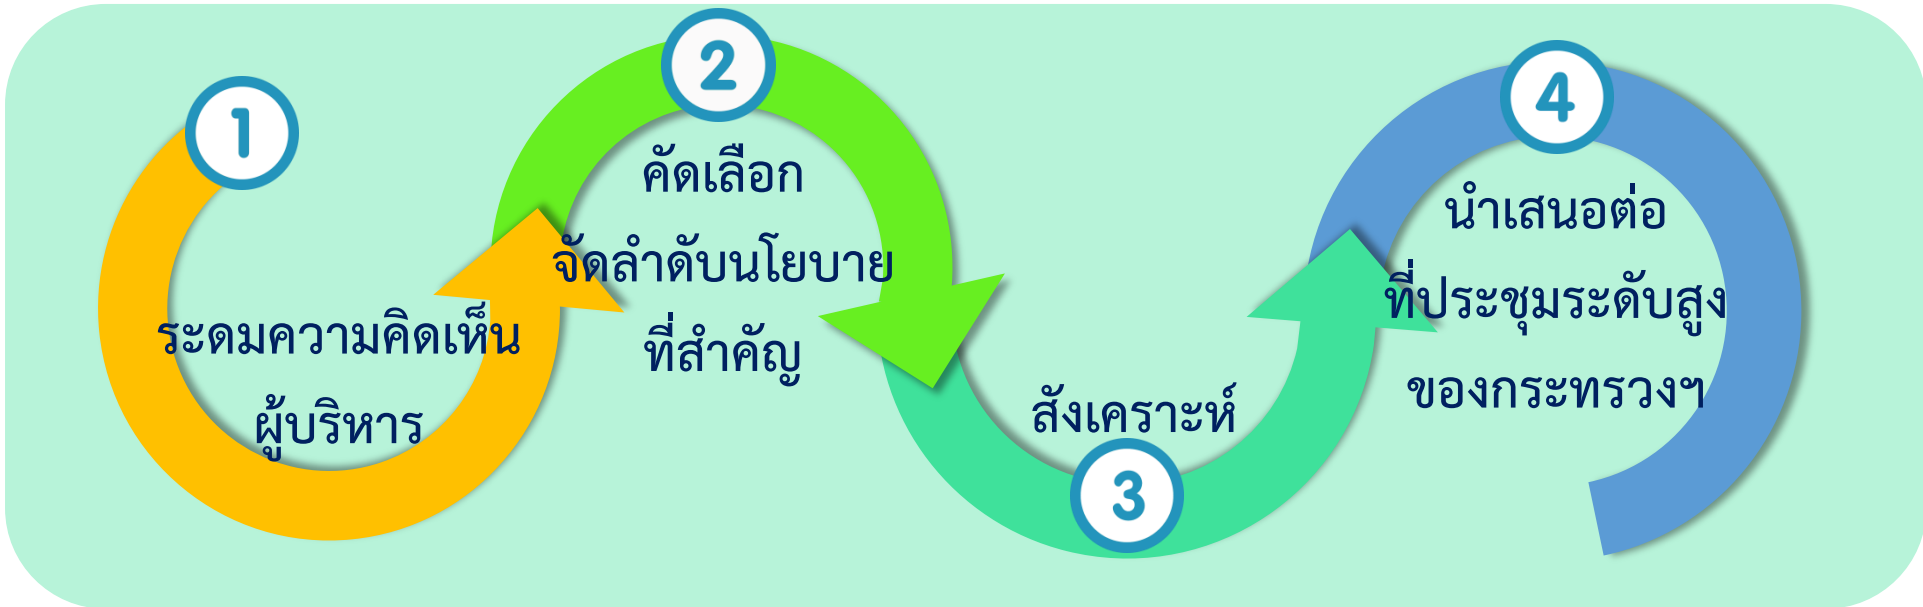 1
ระดมความคิดเห็น
ผู้บริหาร
2
คัดเลือก
จัดลำดับนโยบาย
ที่สำคัญ
สังเคราะห์
3
4
นำเสนอต่อ
ที่ประชุมระดับสูง
ของกระทรวงฯ